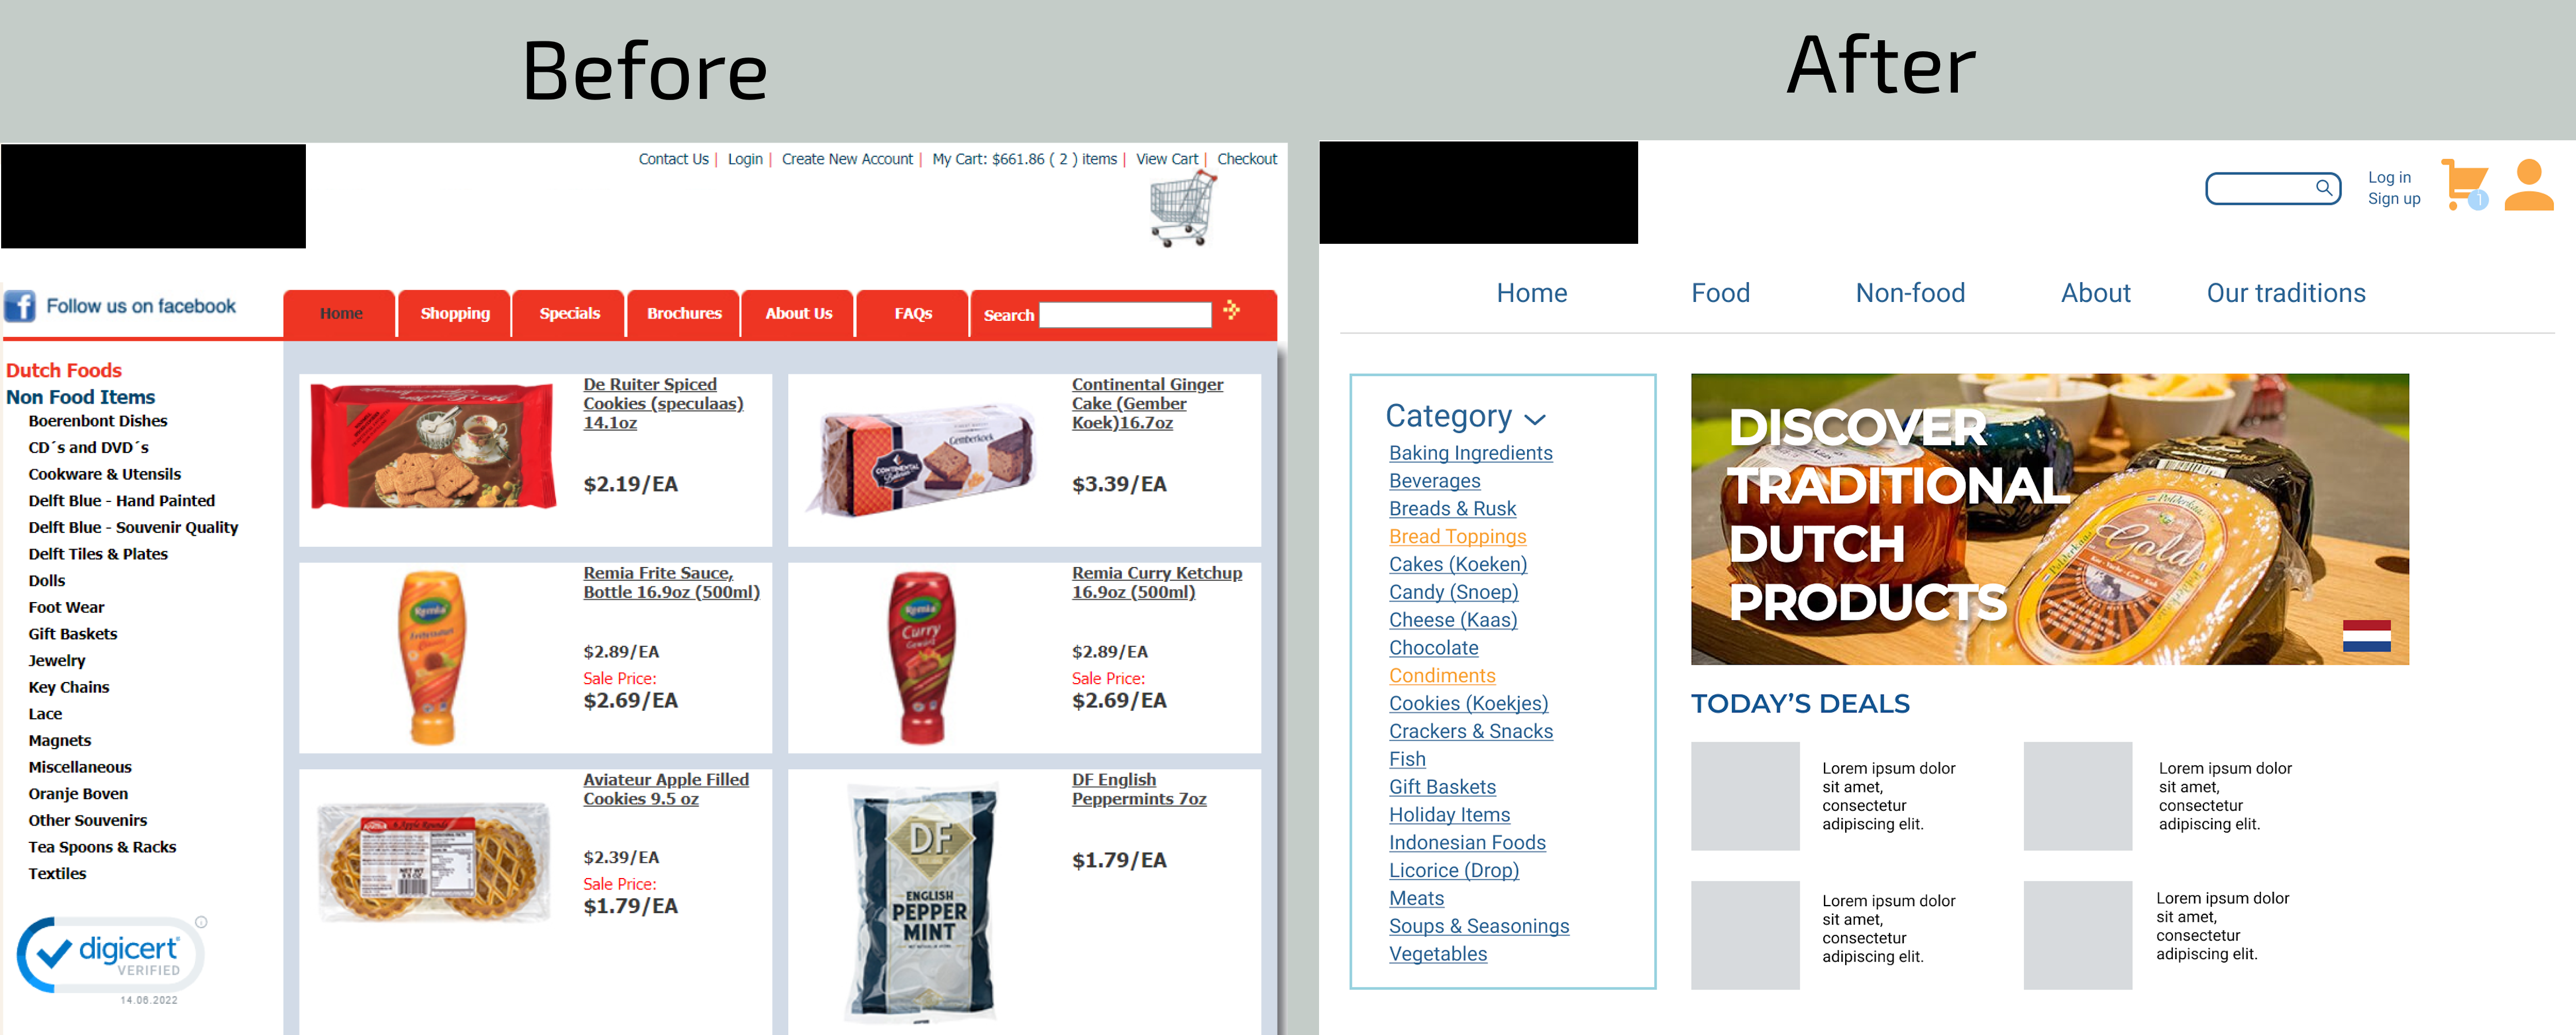 Before
After
Contact Us | Login | Create New Account | My Cart: $661.86 ( 2 ) items | View Cart | Checkout
Follow us on facebook
Home
Shopping
Specials
Brochures
About Us
FAQs
Search
Dutch Foods
Non Food Items
Boerenbont Dishes
CD´s and DVD´s
Cookware & Utensils
Delft Blue - Hand Painted
Delft Blue - Souvenir Quality
Delft Tiles & Plates
Dolls
Foot Wear
Gift Baskets
Jewelry
Key Chains
Lace
Magnets
Miscellaneous
Oranje Boven
Other Souvenirs
Tea Spoons & Racks
Textiles
digicert
VERIFIED
14.06.2022
De Ruiter Spiced
Cookies (speculaas)
14.1oz
$2.19/EA
CONTINENTAL
Gemberkoek
Continental Ginger
Cake (Gember
Koek)16.7oz
$3.39/EA
Remia
Remia Frite Sauce,
Bottle 16.9oz (500ml)
$2.89/EA
Sale Price:
$2.69/EA
Remia
Curry
Remia Curry Ketchup
16.9oz (500ml)
$2.89/EA
Sale Price:
$2.69/EA
Aviateur Apple Filled
Cookies 9.5 oz
$2.39/EA
Sale Price:
$1.79/EA
DF
ENGLISH
PEPPER
MINT
DF English
Peppermints 7oz
$1.79/EA
Log in
Sign up
1
Home
Food
Non-food
About
Our traditions
Category
Baking Ingredients
Beverages
Breads & Rusk
Bread Toppings
Cakes (Koeken)
Candy (Snoep)
Cheese (Kaas)
Chocolate
Condiments
Cookies (Koekjes)
Crackers & Snacks
Fish
Gift Baskets
Holiday Items
Indonesian Foods
Licorice (Drop)
Meats
Soups & Seasonings
Vegetables
DISCOVER
TRADITIONAL
DUTCH
PRODUCTS
Polderkaas
Gold
TODAY'S DEALS
Lorem ipsum dolor
sit amet,
consectetur
adipiscing elit.
Lorem ipsum dolor
sit amet,
consectetur
adipiscing elit.
Lorem ipsum dolor
sit amet,
consectetur
adipiscing elit.
Lorem ipsum dolor
sit amet,
consectetur
adipiscing elit.